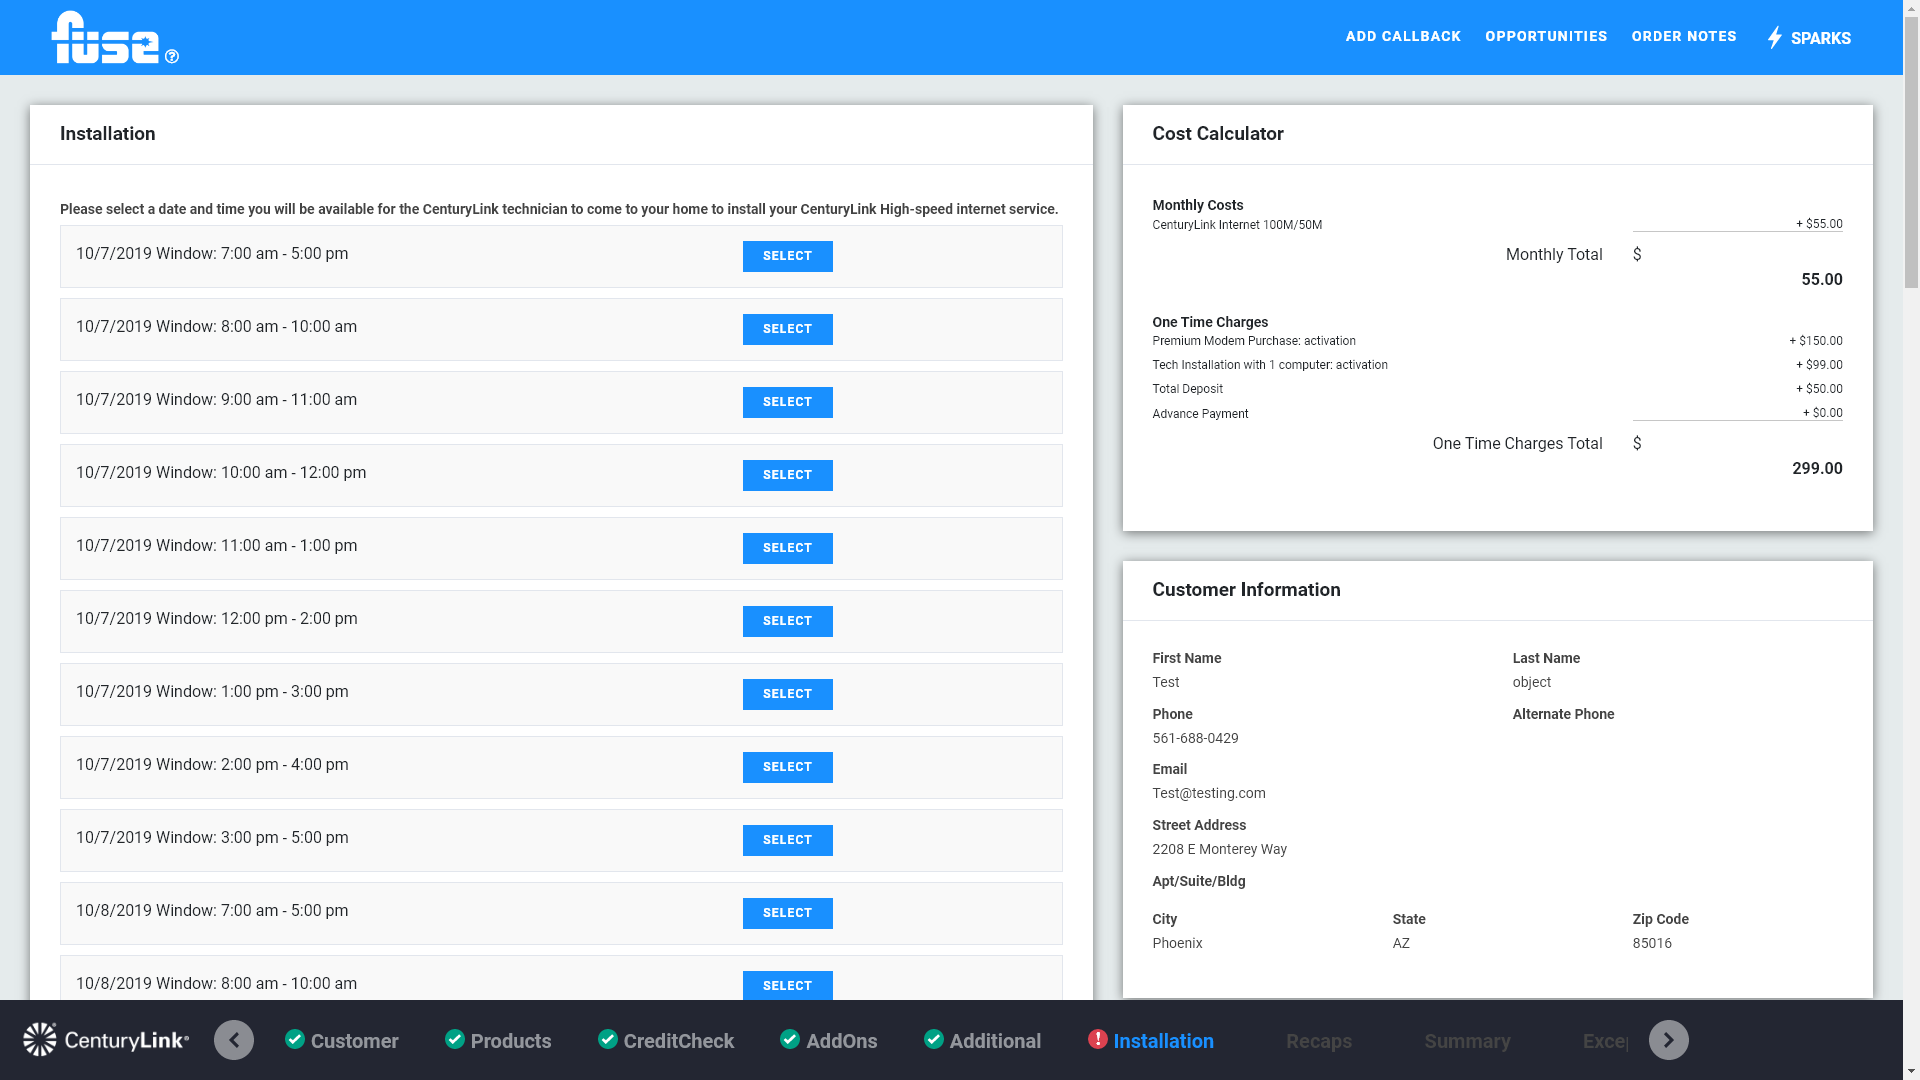 fuse
ADD CALLBACK
OPPORTUNITIES
ORDER NOTES
SPARKS
Installation
Please select a date and time you will be available for the CenturyLink technician to come to your home to install your CenturyLink High-speed internet service.
10/7/2019 Window: 7:00 am - 5:00 pm
SELECT
10/7/2019 Window: 8:00 am - 10:00 am
SELECT
10/7/2019 Window: 9:00 am - 11:00 am
SELECT
10/7/2019 Window: 10:00 am - 12:00 pm
SELECT
10/7/2019 Window: 11:00 am - 1:00 pm
SELECT
10/7/2019 Window: 12:00 pm - 2:00 pm
SELECT
10/7/2019 Window: 1:00 pm - 3:00 pm
SELECT
10/7/2019 Window: 2:00 pm - 4:00 pm
SELECT
10/7/2019 Window: 3:00 pm - 5:00 pm
SELECT
10/8/2019 Window: 7:00 am - 5:00 pm
SELECT
10/8/2019 Window: 8:00 am - 10:00 am
SELECT
Cost Calculator
Monthly Costs
CenturyLink Internet 100M/50M + $55.00
Monthly Total $
55.00
One Time Charges
Premium Modem Purchase: activation + $150.00
Tech Installation with 1 computer: activation + $99.00
Total Deposit + $50.00
Advance Payment + $0.00
One Time Charges Total $
299.00
Customer Information
First Name
Test
Last Name
object
Phone
561-688-0429
Alternate Phone
Email
Test@testing.com
Street Address
2208 E Monterey Way
Apt/Suite/Bldg
City
Phoenix
State
AZ
Zip Code
85016
CenturyLink
Customer
Products
CreditCheck
AddOns
Additional
Installation
Recaps
Summary